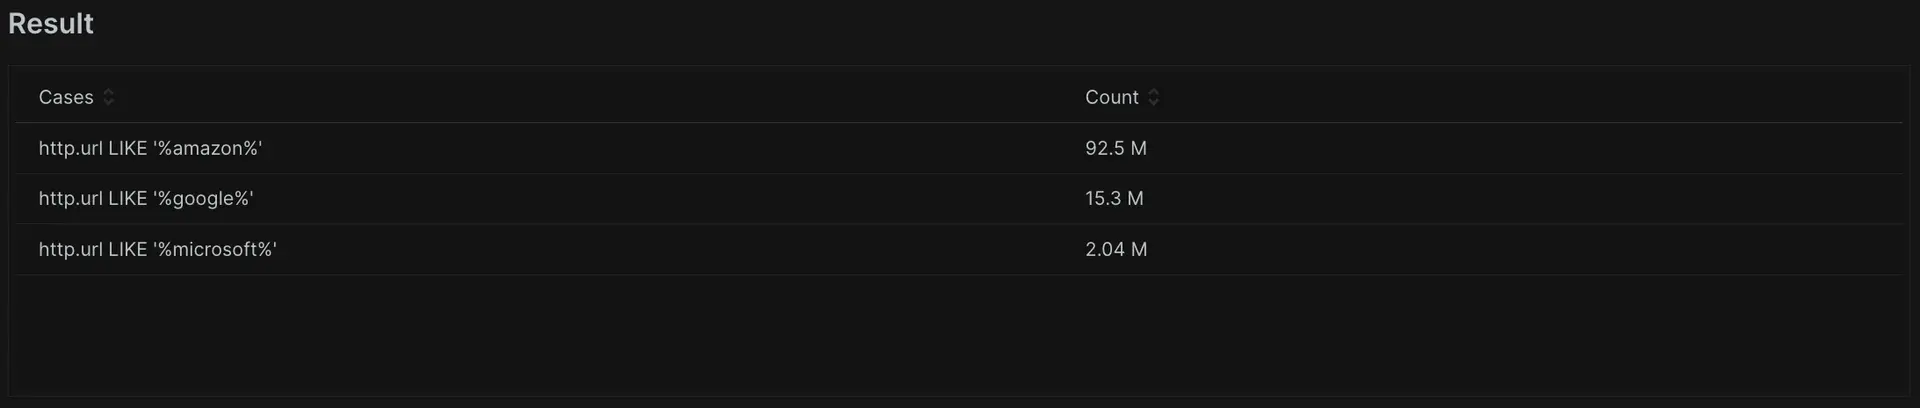 Result
Cases Count
http.url LIKE '%amazon%' 92.5 M
http.url LIKE '%google%' 15.3 M
http.url LIKE '%microsoft%' 2.04 M